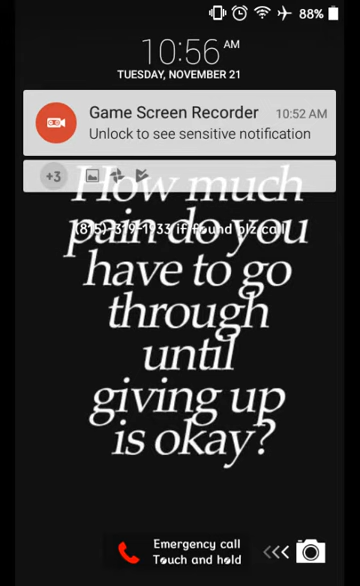 88%
10:56 AM
TUESDAY, NOVEMBER 21
Game Screen Recorder 10:52 AM
Unlock to see sensitive notification
+3
How much
pain do you
if found plz call
have to go
through
until
giving up
is okay?
Emergency call
Touch and hold